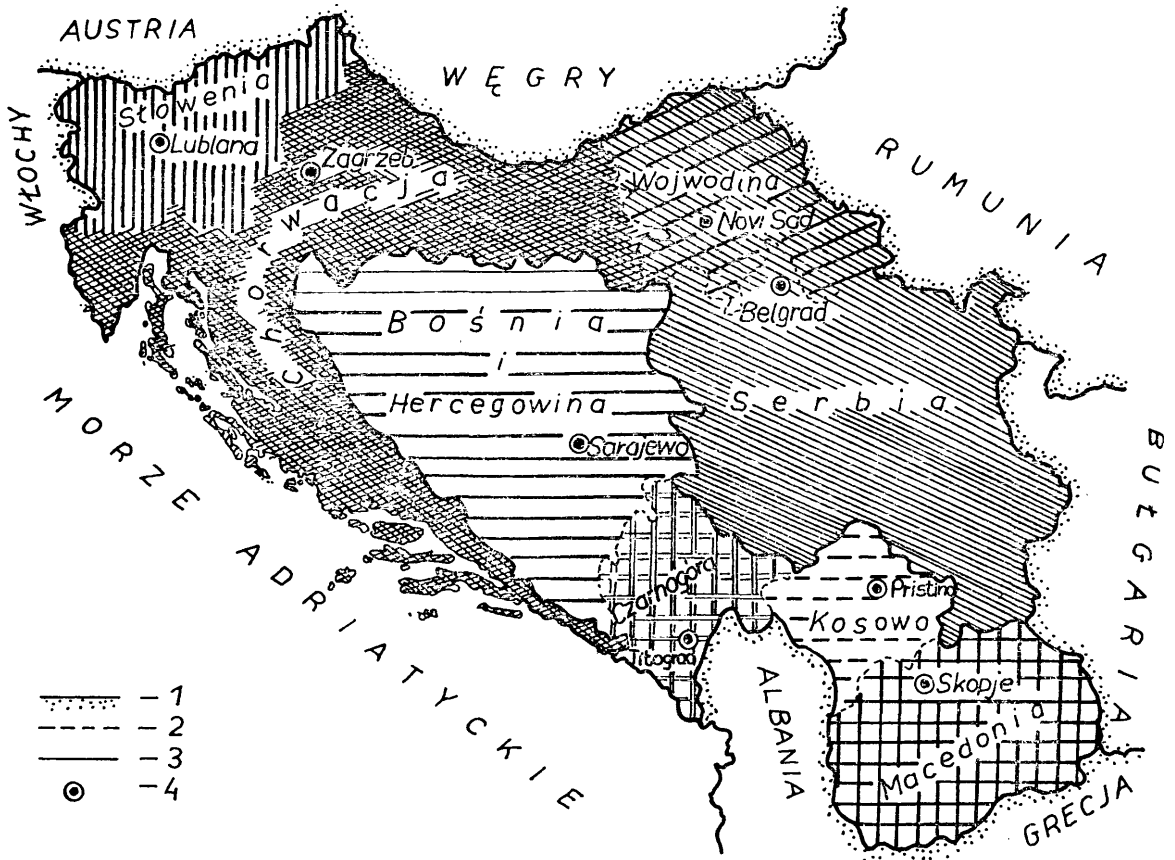 AUSTRIA
WĘGRY
WŁOCHY
RUMUNIA
Słowenia
Lublana
Zagrzeb
Chorwacja
Wojwodina
Novi Sad
Belgrad
Bośnia
i
Hercegowina
Sarajewo
Serbia
BUŁGARIA
MORZE ADRIATYCKIE
Czarnogóra
Titograd
Pristina
Kosowo
Skopje
Macedonia
ALBANIA
GRECJA
– 1
– 2
– 3
– 4